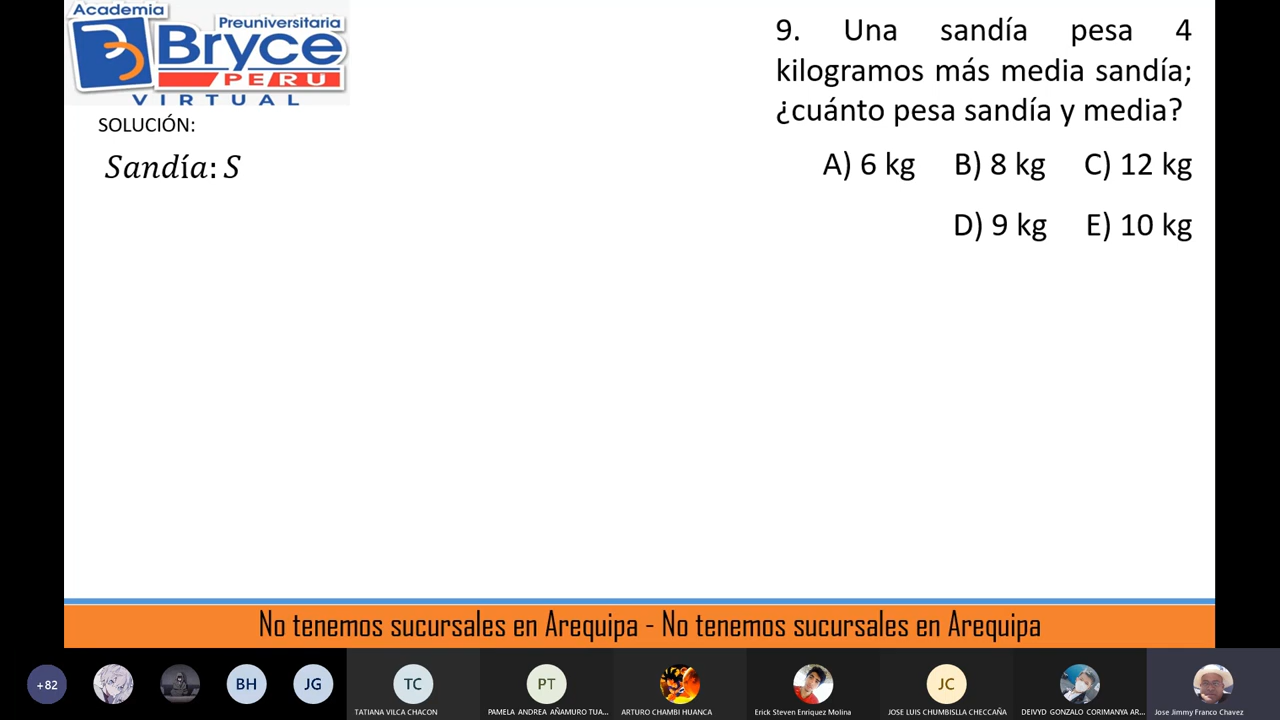 Academia
Preuniversitaria
Bryce
PERU
VIRTUAL
SOLUCIÓN:
Sandía: S
9. Una sandía pesa 4
kilogramos más media sandía;
¿cuánto pesa sandía y media?
A) 6 kg B) 8 kg C) 12 kg
D) 9 kg E) 10 kg
No tenemos sucursales en Arequipa - No tenemos sucursales en Arequipa
+82
BH
JG
TC
PT
JC
TATIANA VILCA CHACON
PAMELA ANDREA AÑAMURO TUA...
ARTURO CHAMBI HUANCA
Erick Steven Enriquez Molina
JOSE LUIS CHUMBISLLA CHECCAÑA
DEIVYD GONZALO CORIMANYA AR...
Jose Jimmy Franco Chavez